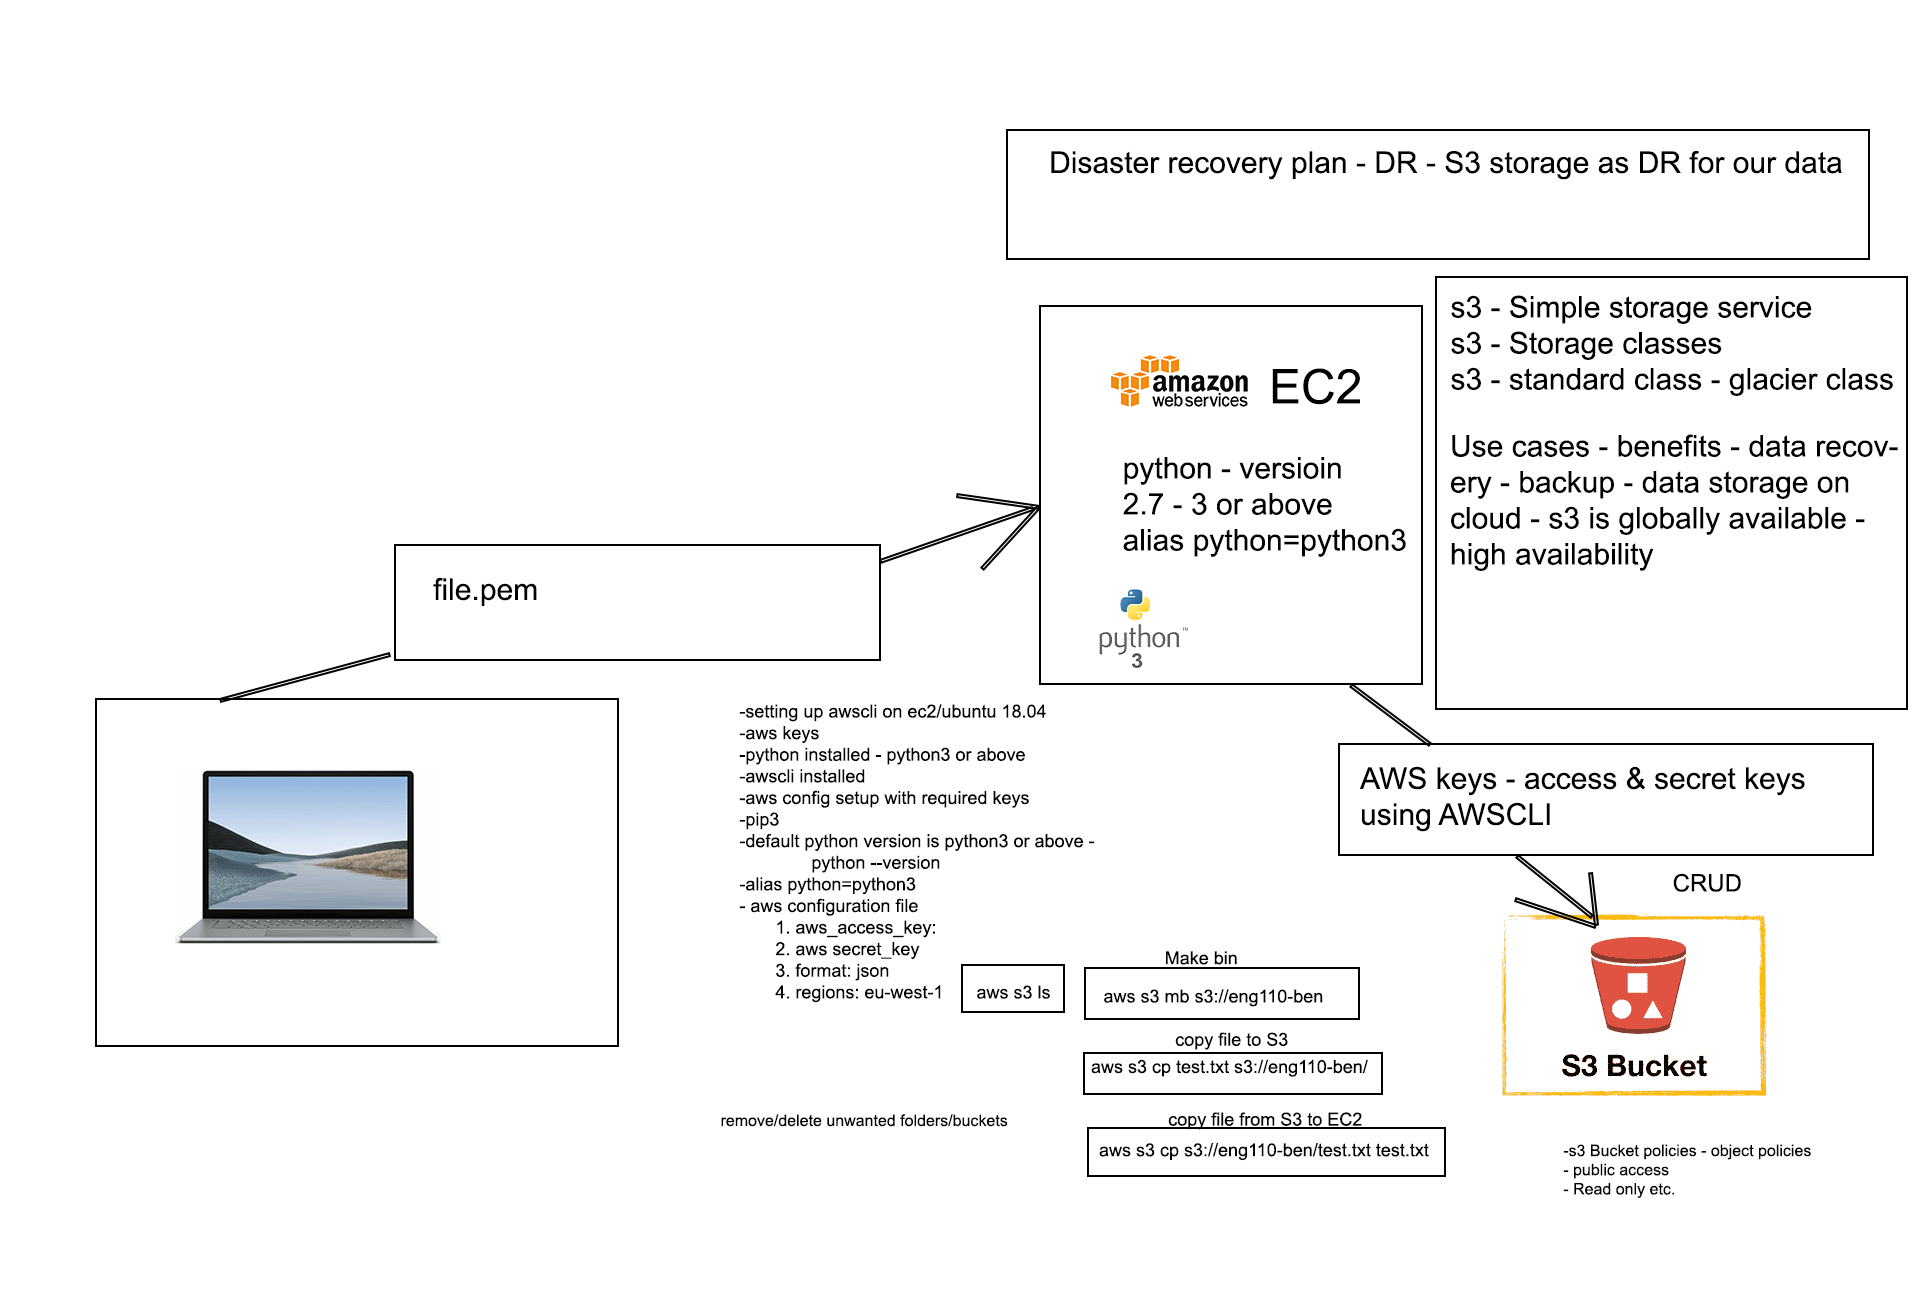 Disaster recovery plan - DR - S3 storage as DR for our data
s3 - Simple storage service
s3 - Storage classes
s3 - standard class - glacier class
Use cases - benefits - data recov-
ery - backup - data storage on
cloud - s3 is globally available -
high availability
amazon
webservices
EC2
python - versioin
2.7 - 3 or above
alias python=python3
python™
3
file.pem
-setting up awscli on ec2/ubuntu 18.04
-aws keys
-python installed - python3 or above
-awscli installed
-aws config setup with required keys
-pip3
-default python version is python3 or above -
python --version
-alias python=python3
- aws configuration file
1. aws_access_key:
2. aws secret_key
3. format: json
4. regions: eu-west-1
aws s3 ls
Make bin
aws s3 mb s3://eng110-ben
copy file to S3
aws s3 cp test.txt s3://eng110-ben/
remove/delete unwanted folders/buckets
copy file from S3 to EC2
aws s3 cp s3://eng110-ben/test.txt test.txt
AWS keys - access & secret keys
using AWSCLI
CRUD
S3 Bucket
-s3 Bucket policies - object policies
- public access
- Read only etc.